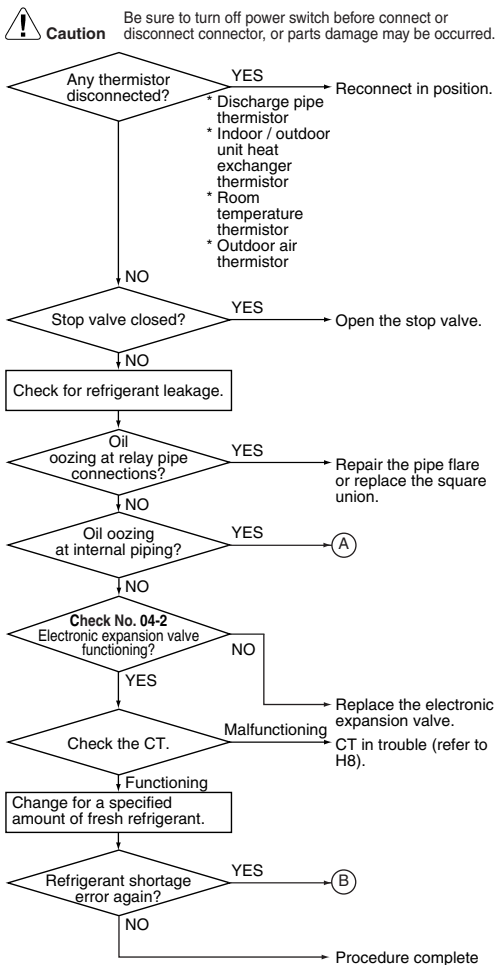 Caution
Be sure to turn off power switch before connect or
disconnect connector, or parts damage may be occurred.
Any thermistor
disconnected?
YES
Reconnect in position.
* Discharge pipe
thermistor
* Indoor / outdoor
unit heat
exchanger
thermistor
* Room
temperature
thermistor
* Outdoor air
thermistor
NO
Stop valve closed?
YES
Open the stop valve.
NO
Check for refrigerant leakage.
Oil
oozing at relay pipe
connections?
YES
Repair the pipe flare
or replace the square
union.
NO
Oil oozing
at internal piping?
YES
A
NO
Check No. 04-2
Electronic expansion valve
functioning?
NO
Replace the electronic
expansion valve.
YES
Check the CT.
Malfunctioning
CT in trouble (refer to
H8).
Functioning
Change for a specified
amount of fresh refrigerant.
Refrigerant shortage
error again?
YES
B
NO
Procedure complete